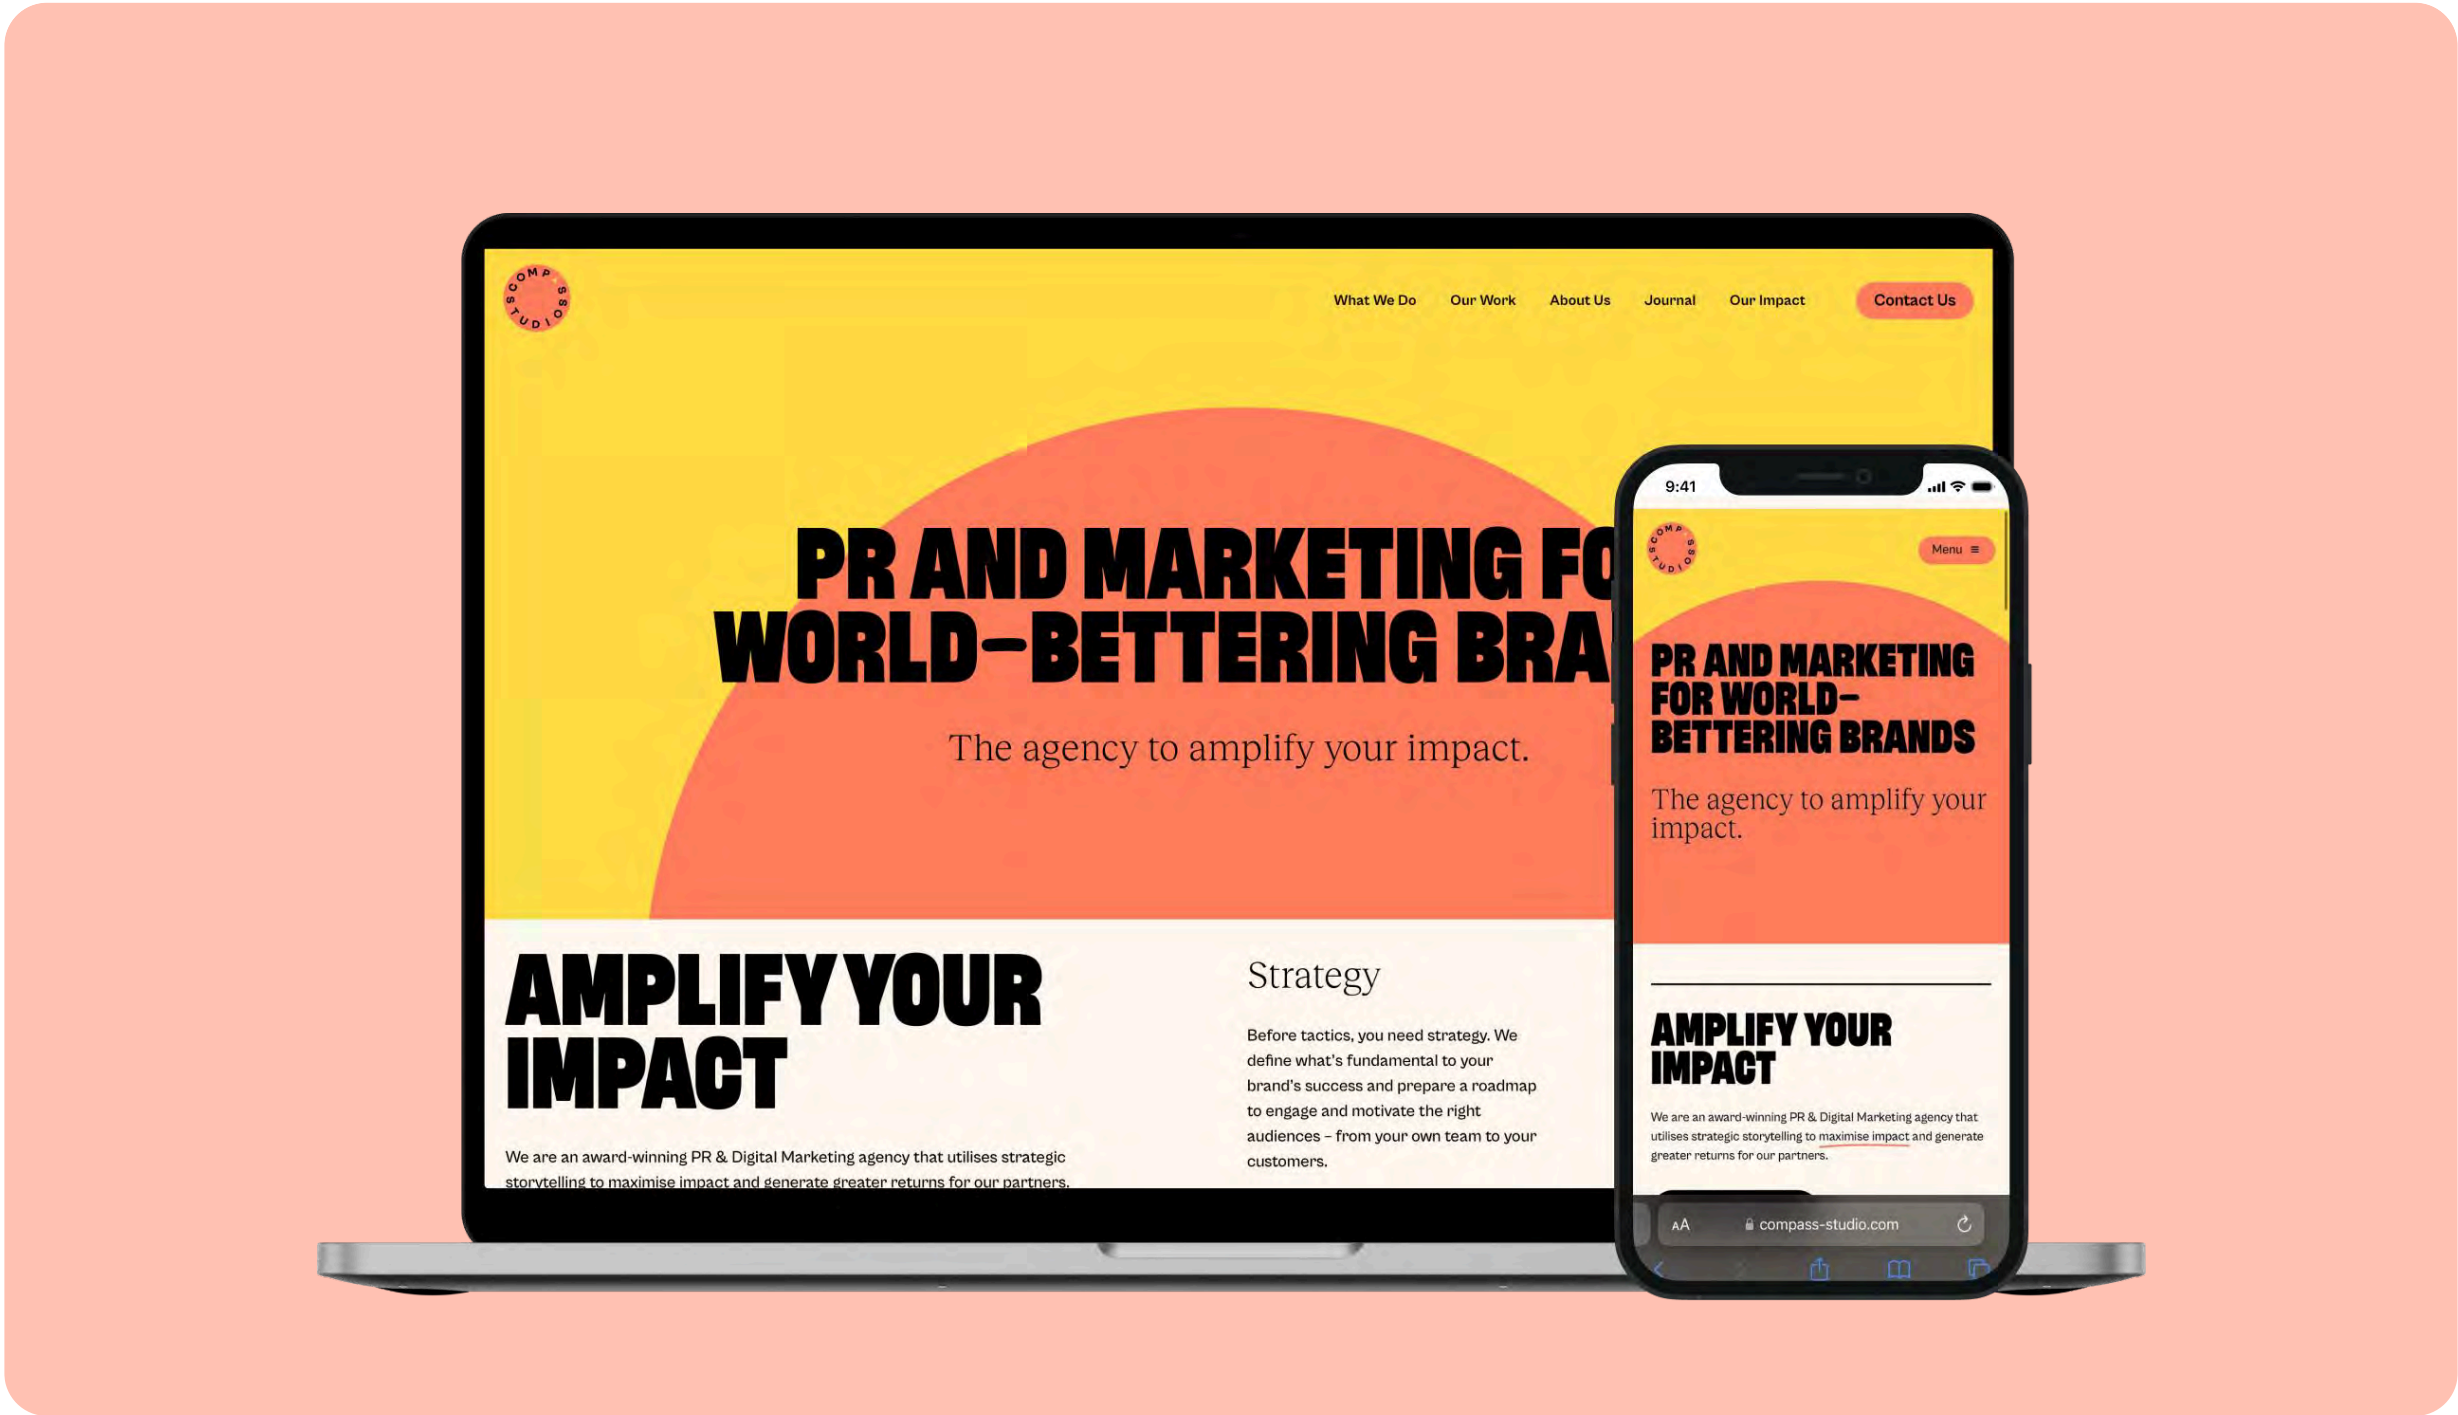 COMP SS
STUDIO
What We Do
Our Work
About Us
Journal
Our Impact
Contact Us
PR AND MARKETING FO
WORLD–BETTERING BRA
The agency to amplify your impact.
AMPLIFY YOUR
IMPACT
We are an award-winning PR & Digital Marketing agency that utilises strategic
storytelling to maximise impact and generate greater returns for our partners.
Strategy
Before tactics, you need strategy. We
define what's fundamental to your
brand's success and prepare a roadmap
to engage and motivate the right
audiences – from your own team to your
customers.
9:41
COMP SS
STUDIO
Menu
PR AND MARKETING
FOR WORLD–
BETTERING BRANDS
The agency to amplify your
impact.
AMPLIFY YOUR
IMPACT
We are an award-winning PR & Digital Marketing agency that
utilises strategic storytelling to maximise impact and generate
greater returns for our partners.
AA
compass-studio.com